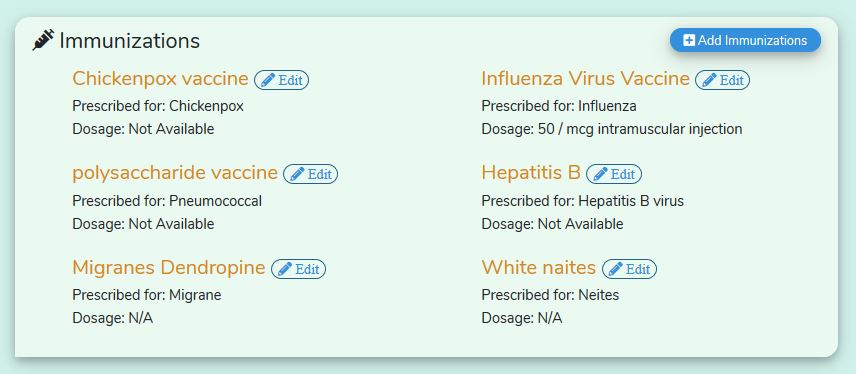 Immunizations
Add Immunizations
Chickenpox vaccine Edit
Prescribed for: Chickenpox
Dosage: Not Available
Influenza Virus Vaccine Edit
Prescribed for: Influenza
Dosage: 50 / mcg intramuscular injection
polysaccharide vaccine Edit
Prescribed for: Pneumococcal
Dosage: Not Available
Hepatitis B Edit
Prescribed for: Hepatitis B virus
Dosage: Not Available
Migranes Dendropine Edit
Prescribed for: Migrane
Dosage: N/A
White naites Edit
Prescribed for: Neites
Dosage: N/A